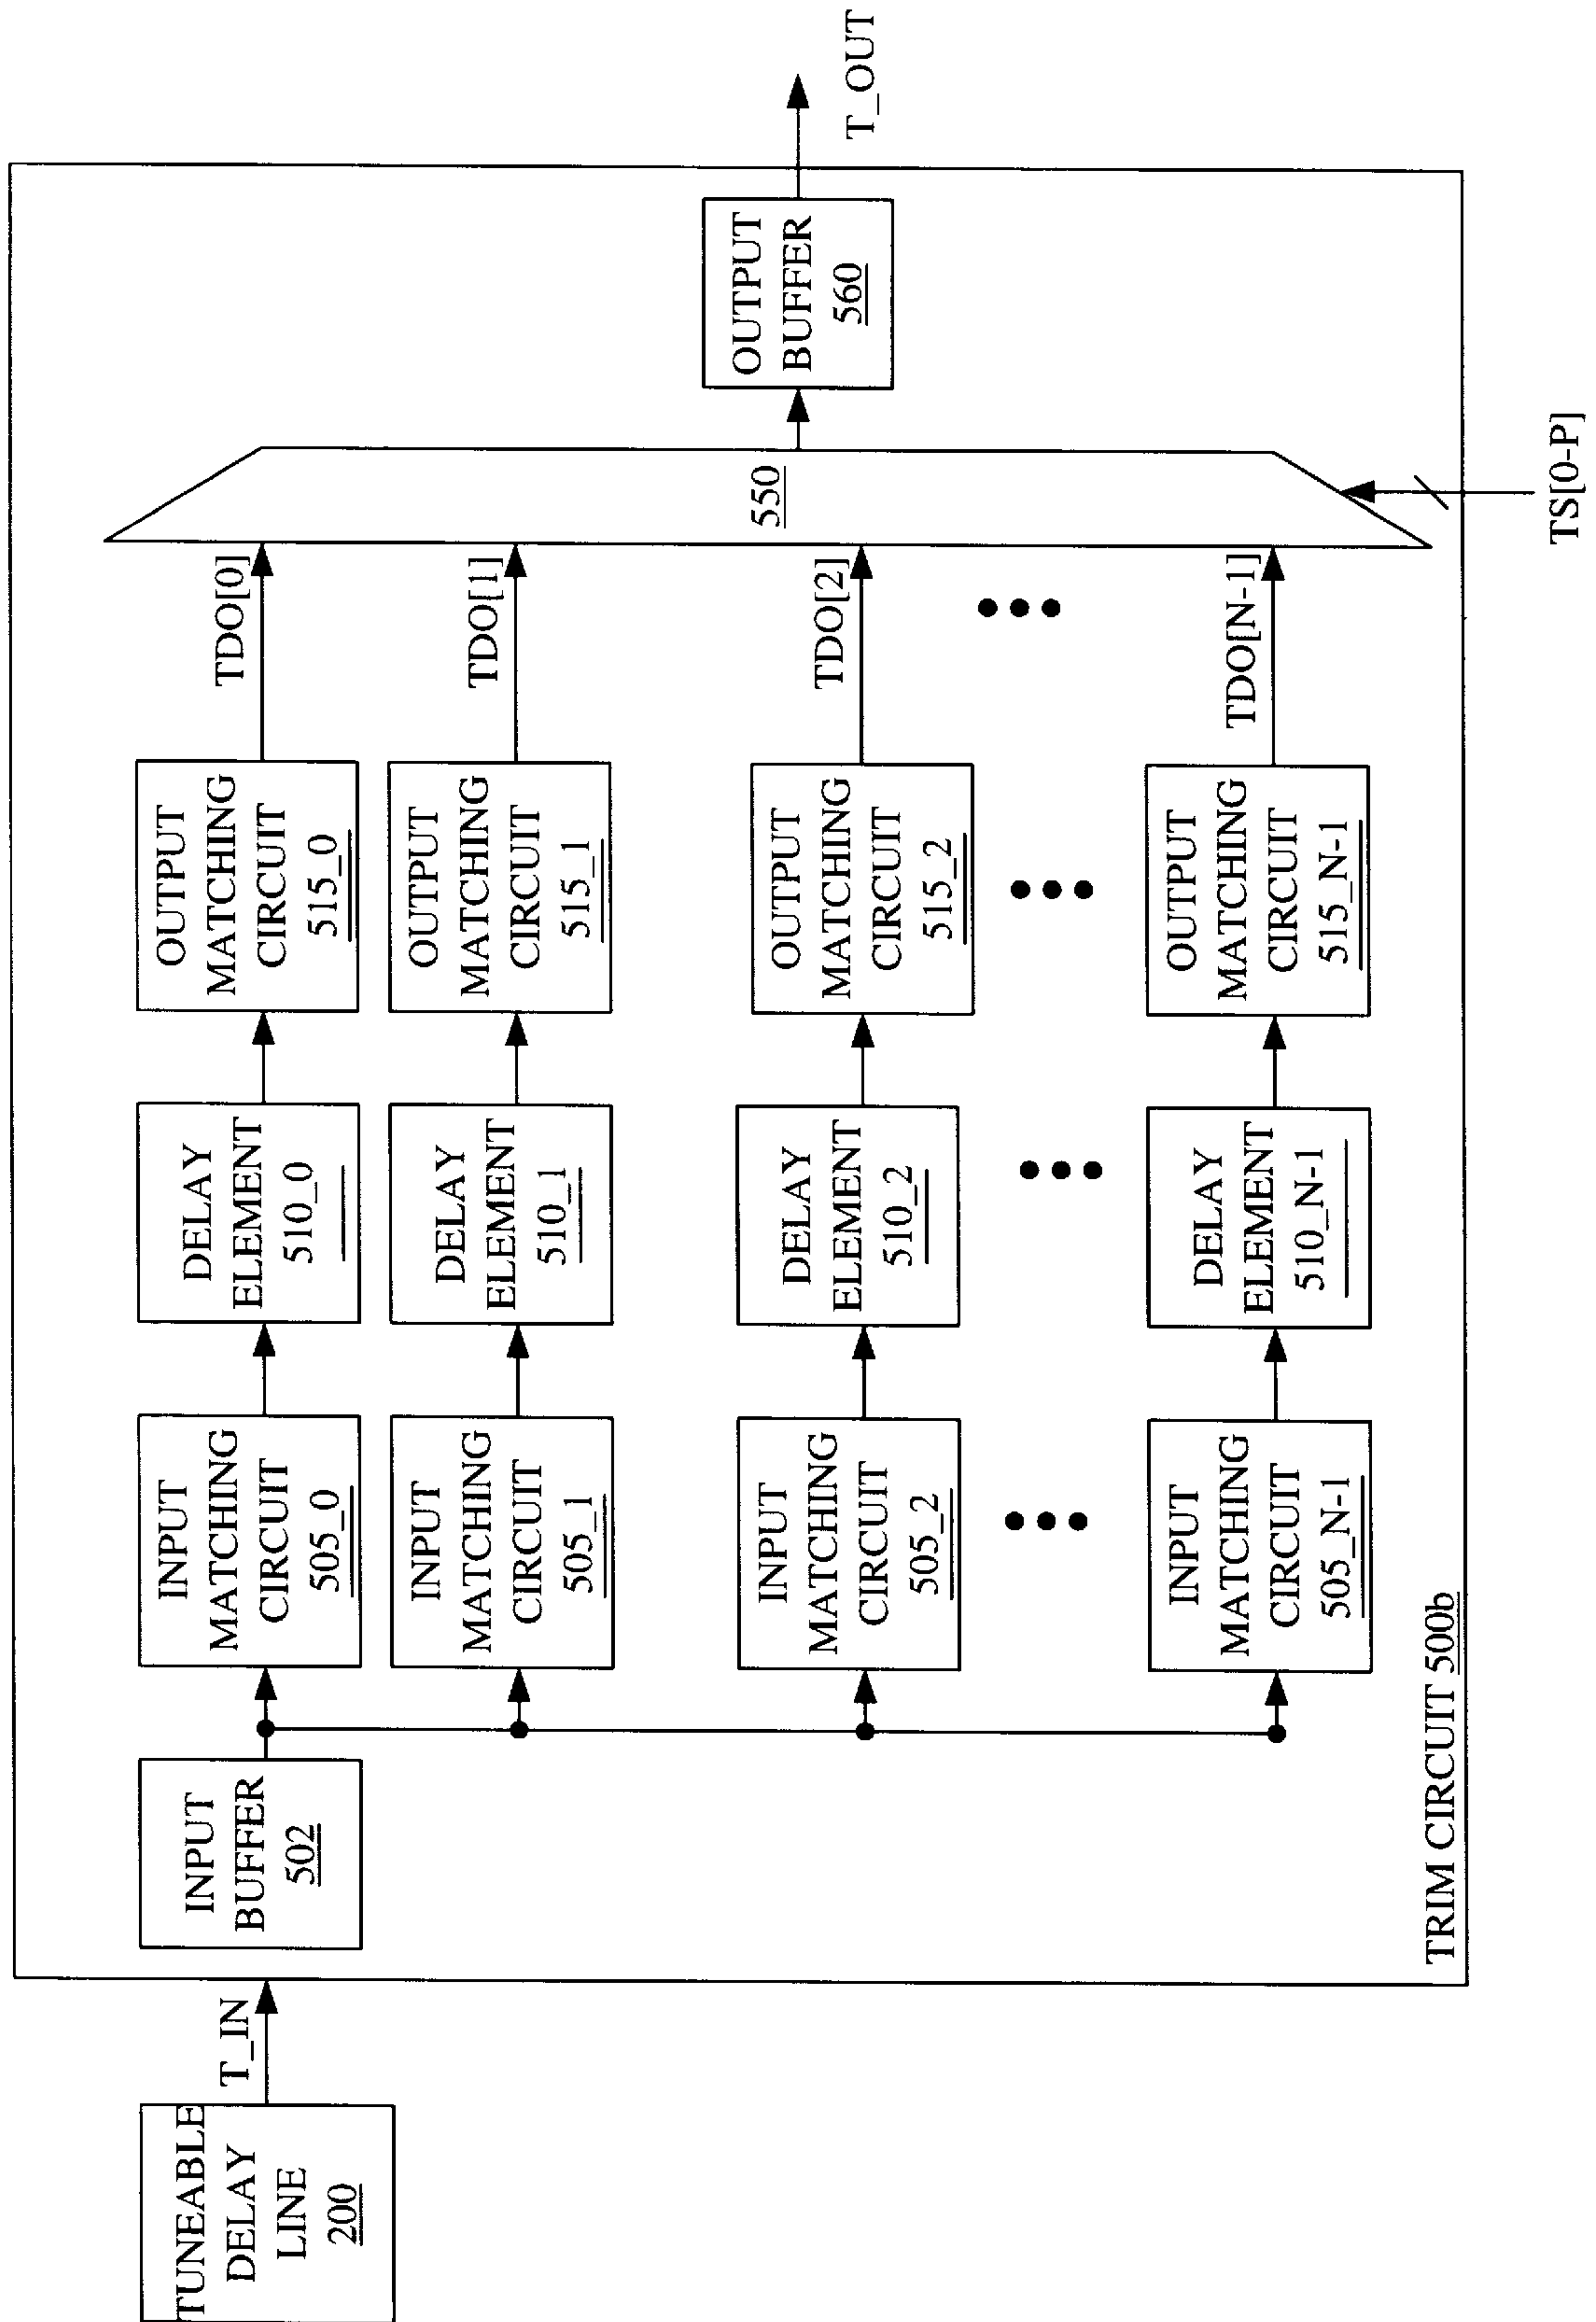 TUNEABLE
DELAY
LINE
200
T_IN
INPUT
BUFFER
502
INPUT
MATCHING
CIRCUIT
505_0
DELAY
ELEMENT
510_0
OUTPUT
MATCHING
CIRCUIT
515_0
TDO[0]
INPUT
MATCHING
CIRCUIT
505_1
DELAY
ELEMENT
510_1
OUTPUT
MATCHING
CIRCUIT
515_1
TDO[1]
INPUT
MATCHING
CIRCUIT
505_2
DELAY
ELEMENT
510_2
OUTPUT
MATCHING
CIRCUIT
515_2
TDO[2]
INPUT
MATCHING
CIRCUIT
505_N-1
DELAY
ELEMENT
510_N-1
OUTPUT
MATCHING
CIRCUIT
515_N-1
TDO[N-1]
550
OUTPUT
BUFFER
560
T_OUT
TS[0-P]
TRIM CIRCUIT 500b